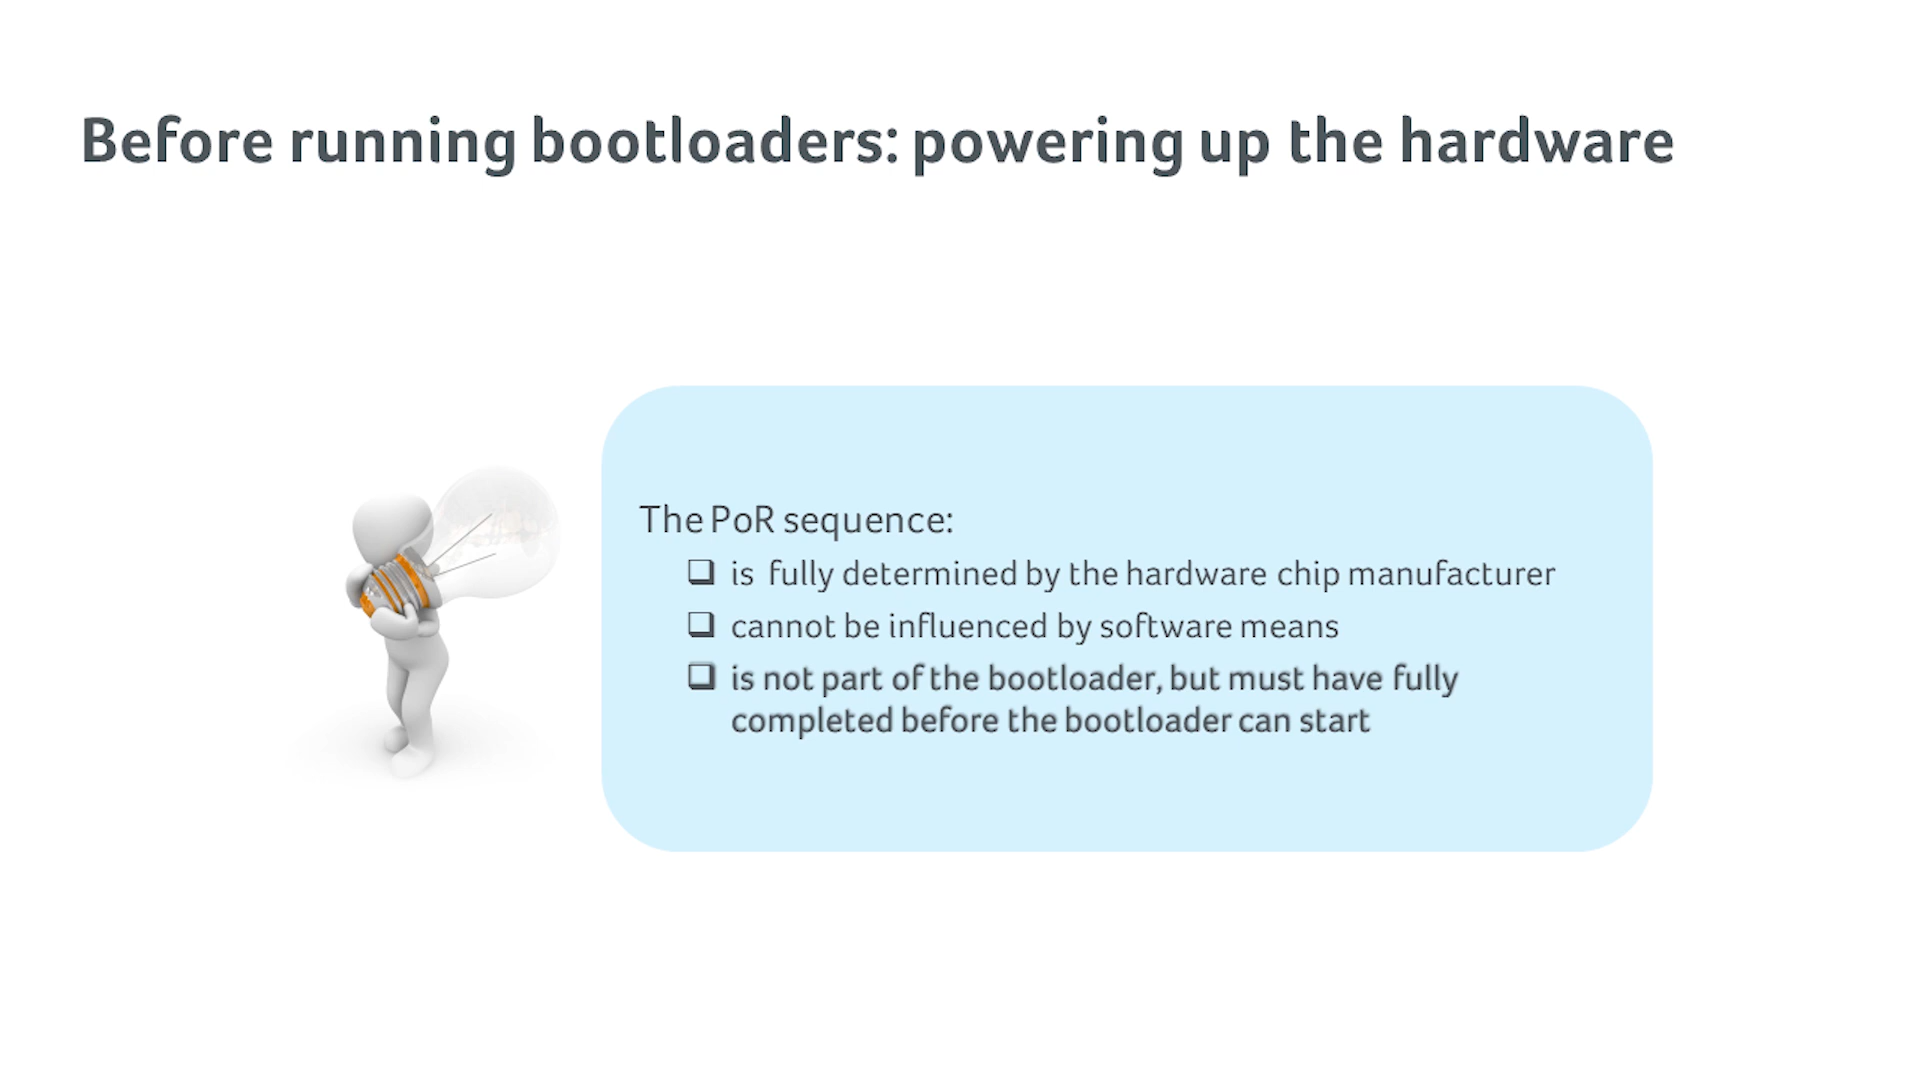 Before running bootloaders: powering up the hardware
The PoR sequence:
❑ is fully determined by the hardware chip manufacturer
❑ cannot be influenced by software means
❑ is not part of the bootloader, but must have fully
completed before the bootloader can start